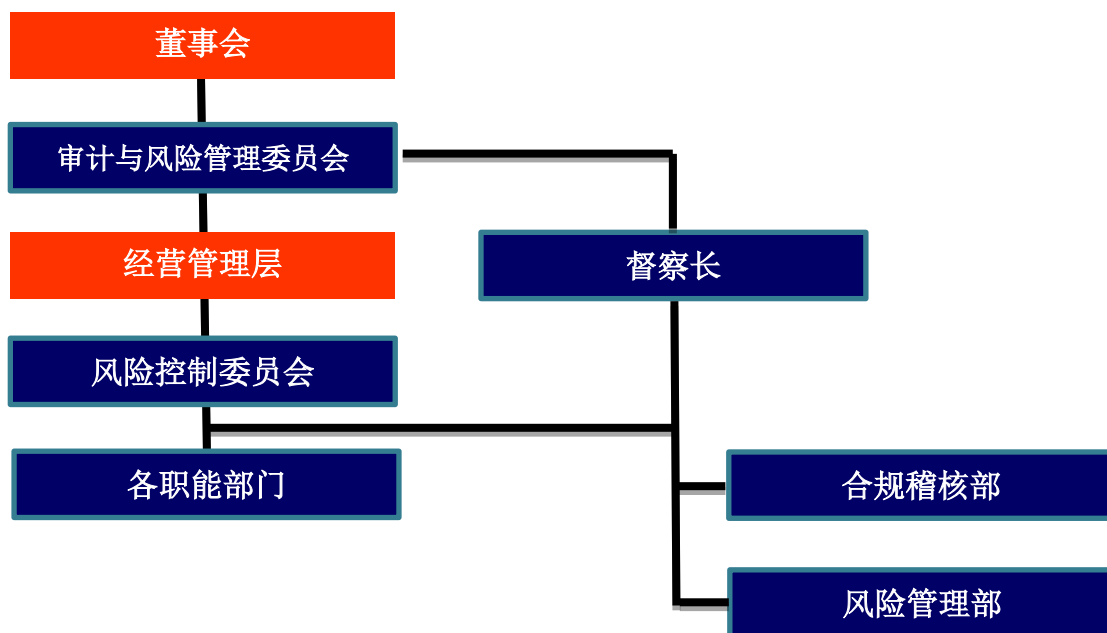 董事会
审计与风险管理委员会
经营管理层
督察长
风险控制委员会
各职能部门
合规稽核部
风险管理部